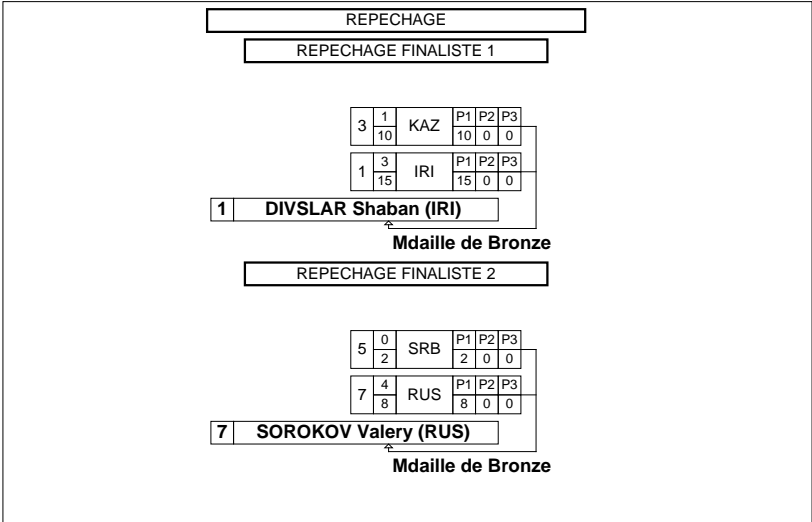 REPECHAGE
REPECHAGE FINALISTE 1
3 1 KAZ P1 P2 P3
10 10 0 0
1 3 IRI P1 P2 P3
15 15 0 0
1 DIVSLAR Shaban (IRI)
Mdaille de Bronze
REPECHAGE FINALISTE 2
5 0 SRB P1 P2 P3
2 2 0 0
7 4 RUS P1 P2 P3
8 8 0 0
7 SOROKOV Valery (RUS)
Mdaille de Bronze